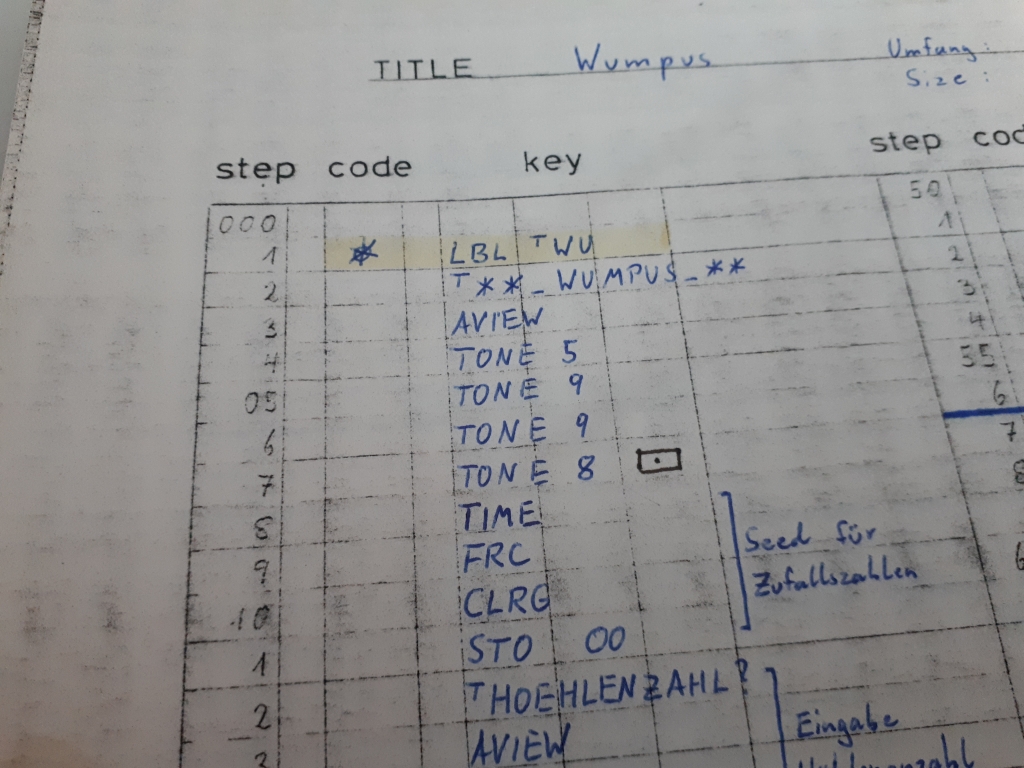 TITLE Wumpus Umfang:
Size:
step code key step
000
1 * LBL ᵀWU
2 ᵀ**_WUMPUS_**
3 AVIEW
4 TONE 5
05 TONE 9
6 TONE 9
7 TONE 8
8 TIME
9 FRC
10 CLRG
1 STO 00
2 ᵀHOEHLENZAHL?
3 AVIEW
Seed für
Zufallszahlen
Eingabe
50
1
2
3
4
55
6
7
8